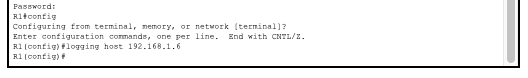 Password:
R1#config
Configuring from terminal, memory, or network [terminal]?
Enter configuration commands, one per line.  End with CNTL/Z.
R1(config)#logging host 192.168.1.6
R1(config)#